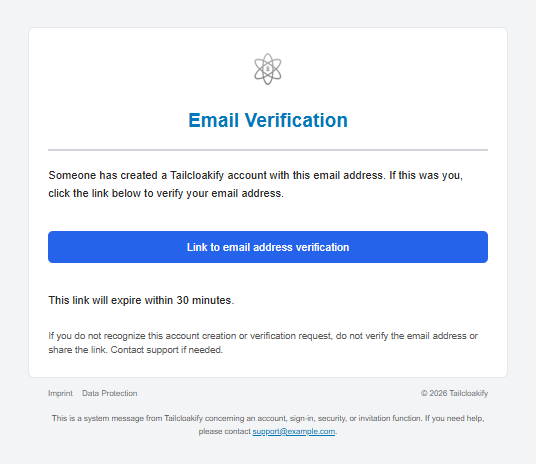 Email Verification
Someone has created a Tailcloakify account with this email address. If this was you,
click the link below to verify your email address.
Link to email address verification
This link will expire within 30 minutes.
If you do not recognize this account creation or verification request, do not verify the email address or
share the link. Contact support if needed.
Imprint Data Protection © 2026 Tailcloakify
This is a system message from Tailcloakify concerning an account, sign-in, security, or invitation function. If you need help,
please contact support@example.com.